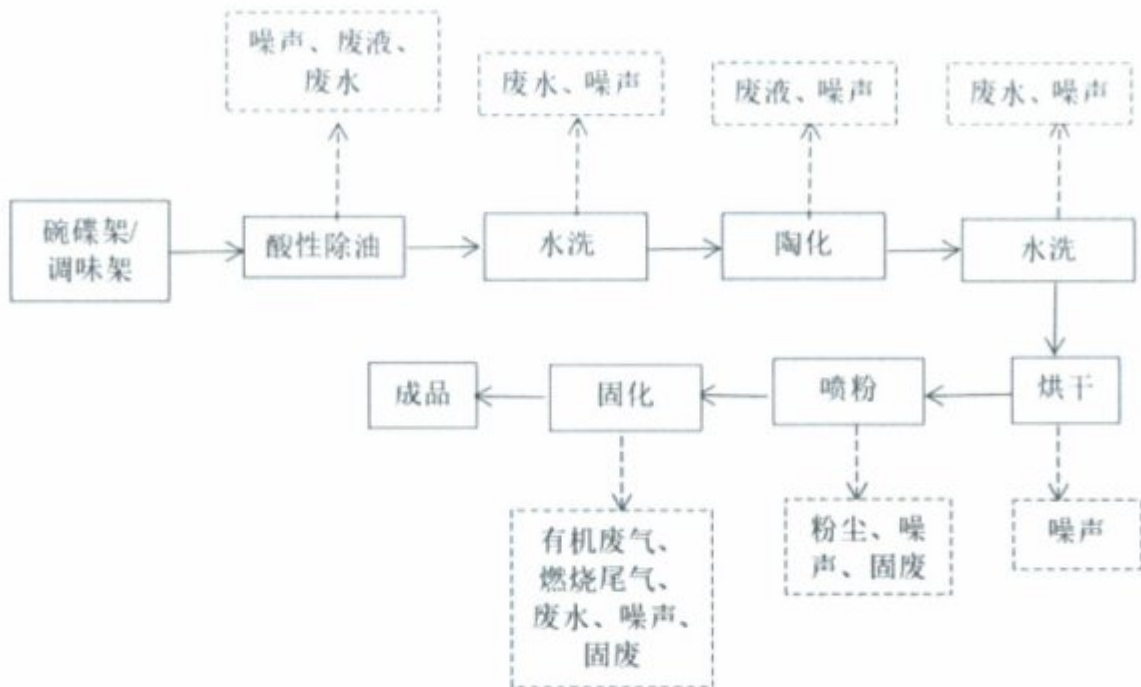 噪声、废液、
废水
废水、噪声
废液、噪声
废水、噪声
碗碟架/
调味架
酸性除油
水洗
陶化
水洗
成品
固化
喷粉
烘干
有机废气、
燃烧尾气、
废水、噪声、
固废
粉尘、噪
声、固废
噪声